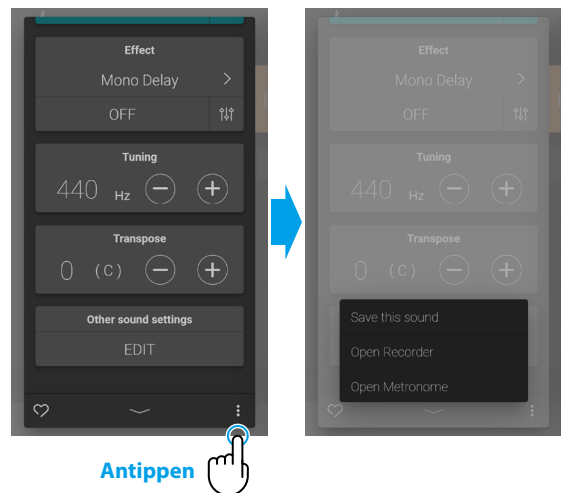 Effect
Mono Delay
OFF
Tuning
440 Hz
Transpose
0 (C)
Other sound settings
EDIT
Antippen
Effect
Mono Delay
OFF
Tuning
440 Hz
Transpose
0 (C)
Save this sound
Open Recorder
Open Metronome